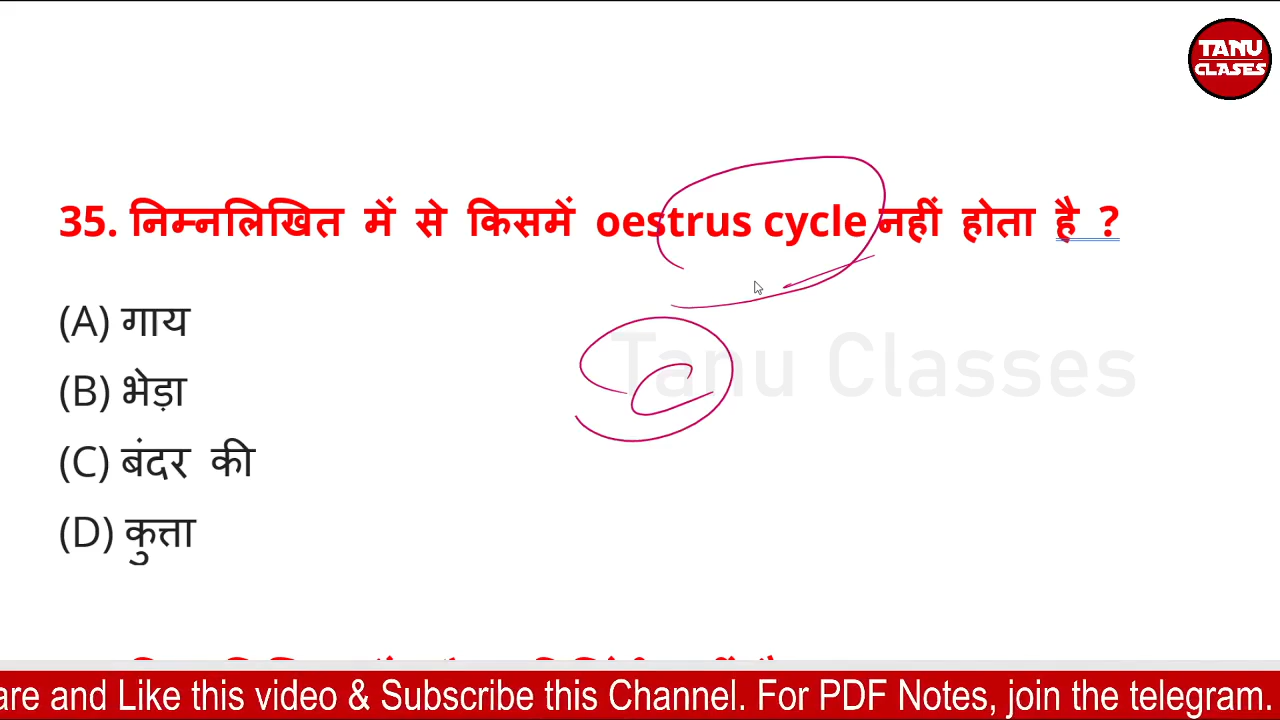 TANU
CLASES
35. निम्नलिखित में से किसमें oestrus cycle नहीं होता है ?
(A) गाय
(B) भेड़ा
Tanu Classes
(C) बंदर की
(D) कुत्ता
are and Like this video & Subscribe this Channel. For PDF Notes, join the telegram.